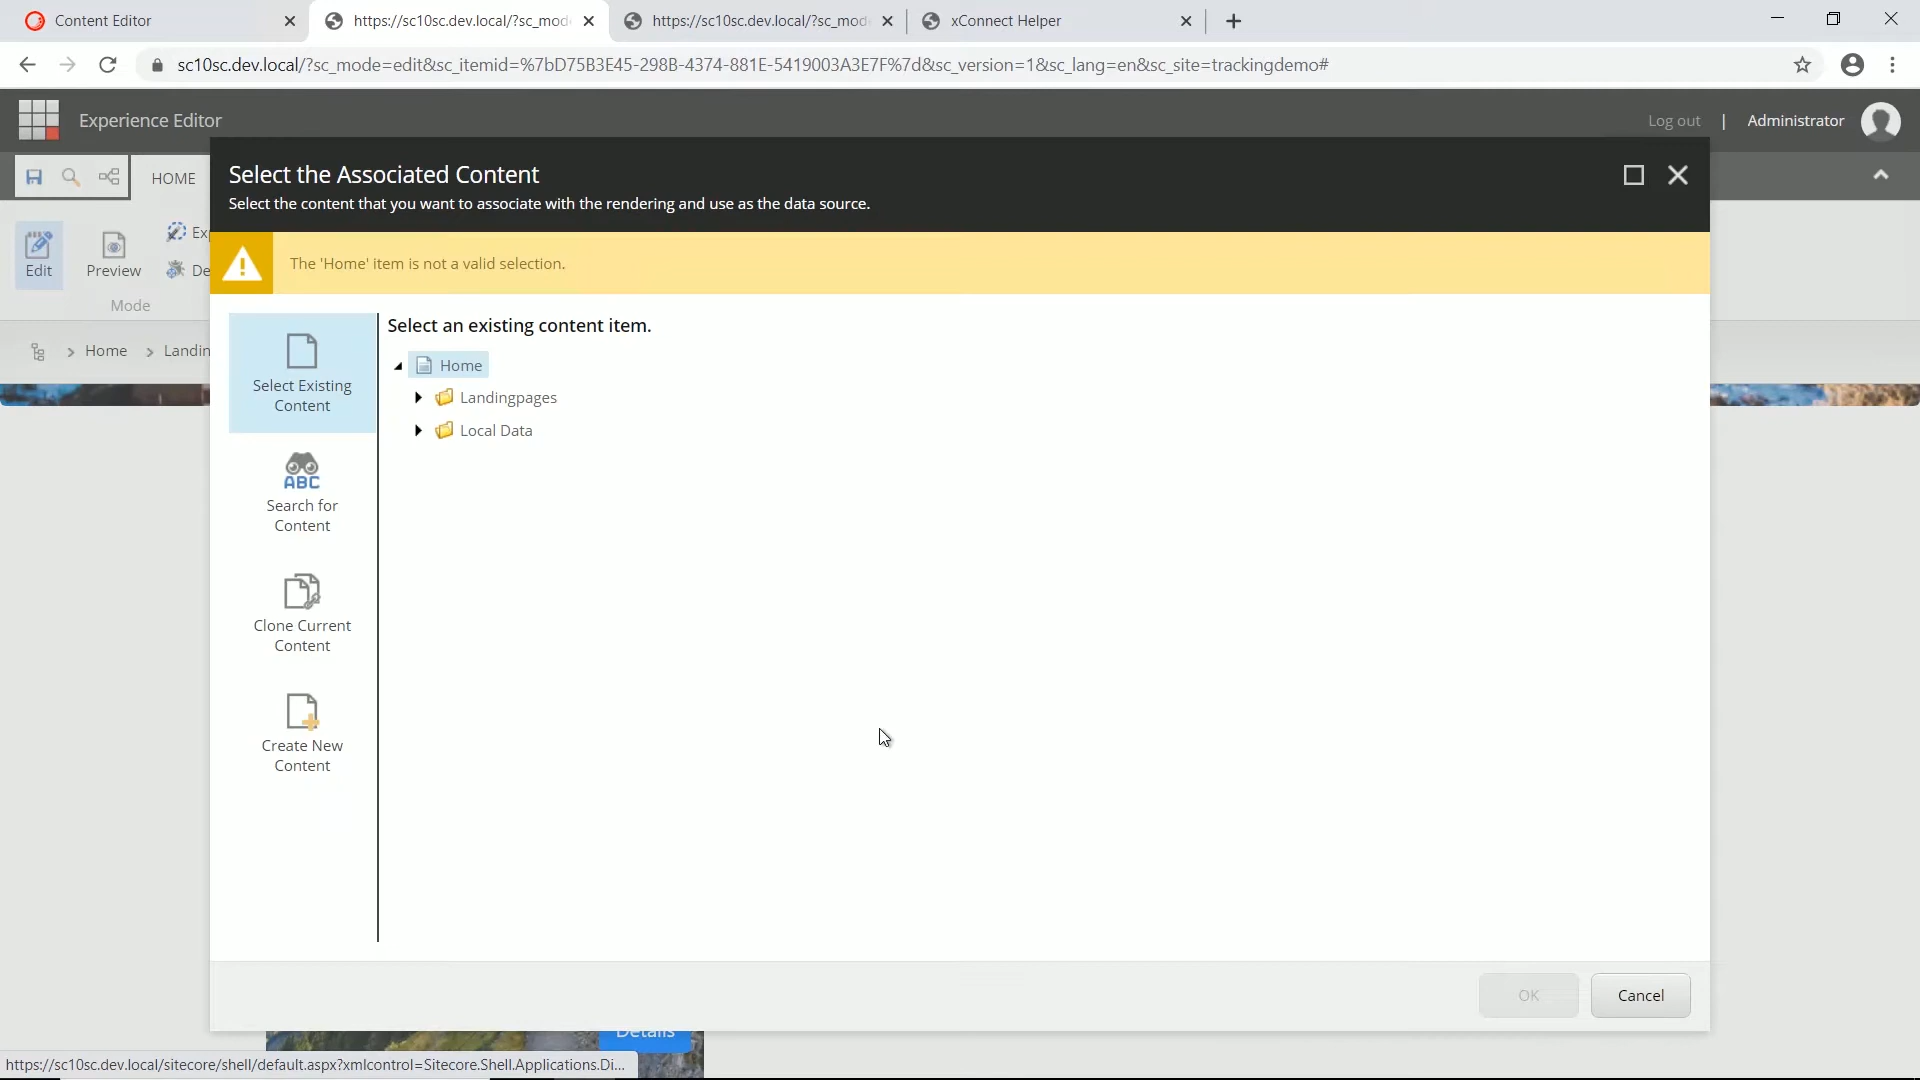 Content Editor
https://sc10sc.dev.local/?sc_mod
https://sc10sc.dev.local/?sc_mod
xConnect Helper
sc10sc.dev.local/?sc_mode=edit&sc_itemid=%7bD75B3E45-298B-4374-881E-5419003A3E7F%7d&sc_version=1&sc_lang=en&sc_site=trackingdemo#
Experience Editor
Log out | Administrator
HOME
Select the Associated Content
Select the content that you want to associate with the rendering and use as the data source.
Edit
Preview
Exp
De
Mode
The 'Home' item is not a valid selection.
Home
Landin
Select Existing
Content
Select an existing content item.
Home
Landingpages
Local Data
ABC
Search for
Content
Clone Current
Content
Create New
Content
OK
Cancel
Details
https://sc10sc.dev.local/sitecore/shell/default.aspx?xmlcontrol=Sitecore.Shell.Applications.Di...